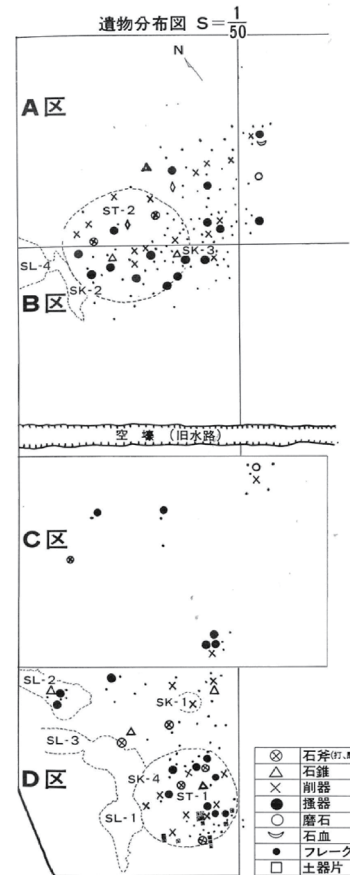 遺物分布図 S=1/50
N
A区
ST-2
SK-3
SL-4
SK-2
B区
空 壕 (旧水路)
C区
SL-2
SK-1
SL-3
SK-4
ST-1
D区
SL-1
石斧
石錐
削器
掻器
磨石
石血
フレーク
土器片